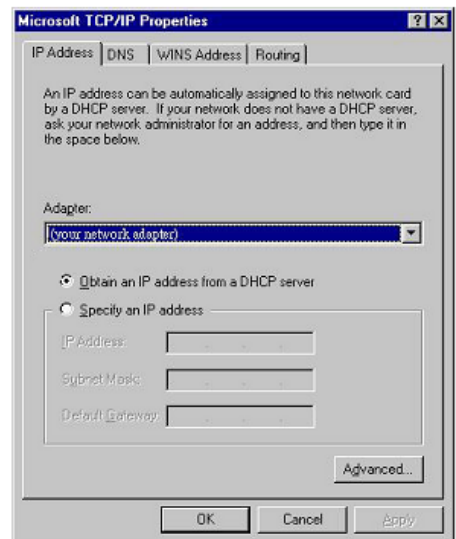 Microsoft TCP/IP Properties
IP Address DNS WINS Address Routing
An IP address can be automatically assigned to this network card
by a DHCP server. If your network does not have a DHCP server,
ask your network administrator for an address, and then type it in
the space below.
Adapter:
(your network adapter)
Obtain an IP address from a DHCP server
Specify an IP address
IP Address:
Subnet Mask:
Default Gateway:
Advanced...
OK Cancel Apply